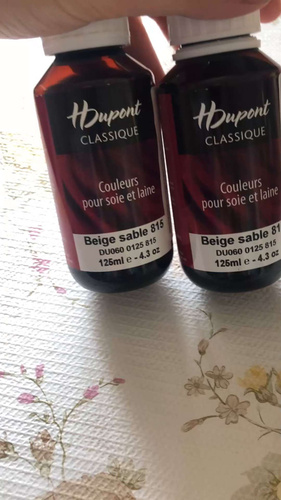 HDupont
CLASSIQUE
Couleurs
pour soie et laine
Beige sable 815
DU060 0125 815
125ml e - 4.3 oz
HDupont
CLASSIQUE
Couleurs
pour soie et laine
Beige sable 81
DU060 0125 815
125ml e - 4.3 oz